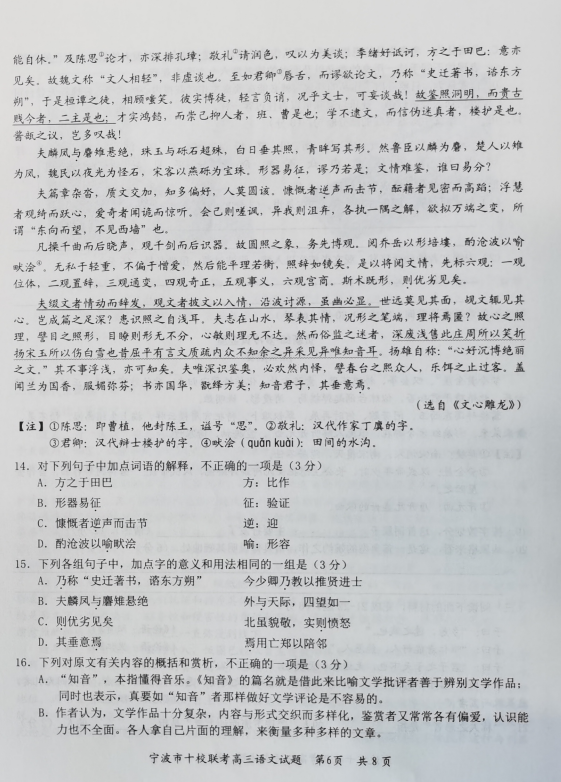 能自休。”及陈思①论才，亦深排孔璋；敬礼②请润色，叹以为美谈；季绪好诋诃，方之于田巴：意亦
见矣。故魏文称“文人相轻”，非虚谈也。至如君卿③唇舌，而谬欲论文，乃称“史迁著书，谘东方
朔”，于是桓谭之徒，相顾嗤笑。彼实博徒，轻言负诮，况乎文士，可妄谈哉！故鉴照洞明，而贵古
贱今者，二主是也；才实鸿懿，而崇己抑人者，班、曹是也；学不逮文，而信伪迷真者，楼护是也。
酱瓿之议，岂多叹哉！
夫麟凤与麏雉悬绝，珠玉与砾石超殊，白日垂其照，青眸写其形。然鲁臣以麟为麏，楚人以雉
为凤，魏民以夜光为怪石，宋客以燕砾为宝珠。形器易征，谬乃若是；文情难鉴，谁曰易分？
夫篇章杂沓，质文交加，知多偏好，人莫圆该。慷慨者逆声而击节，酝藉者见密而高蹈；浮慧
者观绮而跃心，爱奇者闻诡而惊听。会己则嗟讽，异我则沮弃，各执一隅之解，欲拟万端之变，所
谓“东向而望，不见西墙”也。
凡操千曲而后晓声，观千剑而后识器。故圆照之象，务先博观。阅乔岳以形培塿，酌沧波以喻
畎浍④。无私于轻重，不偏于憎爱，然后能平理若衡，照辞如镜矣。是以将阅文情，先标六观：一观
位体，二观置辞，三观通变，四观奇正，五观事义，六观宫商。斯术既形，则优劣见矣。
夫缀文者情动而辞发，观文者披文以入情，沿波讨源，虽幽必显。世远莫见其面，觇文辄见其
心。岂成篇之足深？患识照之自浅耳。夫志在山水，琴表其情，况形之笔端，理将焉匿？故心之照
理，譬目之照形，目瞭则形无不分，心敏则理无不达。然而俗监之迷者，深废浅售此庄周所以笑折
扬宋玉所以伤白雪也昔屈平有言文质疏内众不知余之异采见异唯知音耳。扬雄自称：“心好沉博绝丽
之文。”其不事浮浅，亦可知矣。夫唯深识鉴奥，必欢然内怿，譬春台之熙众人，乐饵之止过客。盖
闻兰为国香，服媚弥芬；书亦国华，翫绎方美；知音君子，其垂意焉。
（选自《文心雕龙》）
【注】①陈思：即曹植，他封陈王，谥号“思”。②敬礼：汉代作家丁廙的字。
③君卿：汉代辩士楼护的字。④畎浍（quǎn kuài）：田间的水沟。
14．对下列句子中加点词语的解释，不正确的一项是（3 分）
A．方之于田巴 方：比作
B．形器易征 征：验证
C．慷慨者逆声而击节 逆：迎
D．酌沧波以喻畎浍 喻：形容
15．下列各组句子中，加点字的意义和用法相同的一组是（3 分）
A．乃称“史迁著书，谘东方朔” 今少卿乃教以推贤进士
B．夫麟凤与麏雉悬绝 外与天际，四望如一
C．则优劣见矣 北虽貌敬，实则愤怒
D．其垂意焉 焉用亡郑以陪邻
16．下列对原文有关内容的概括和赏析，不正确的一项是（3 分）
A．“知音”，本指懂得音乐。《知音》的篇名就是借此来比喻文学批评者善于辨别文学作品；
同时也表示，真要如“知音”者那样做好文学评论是不容易的。
B．作者认为，文学作品十分复杂，内容与形式交织而多样化，鉴赏者又常常各有偏爱，认识能
力也不全面。各人拿自己片面的理解，来衡量多种多样的文章。
宁波市十校联考高三语文试题 第6页 共8页